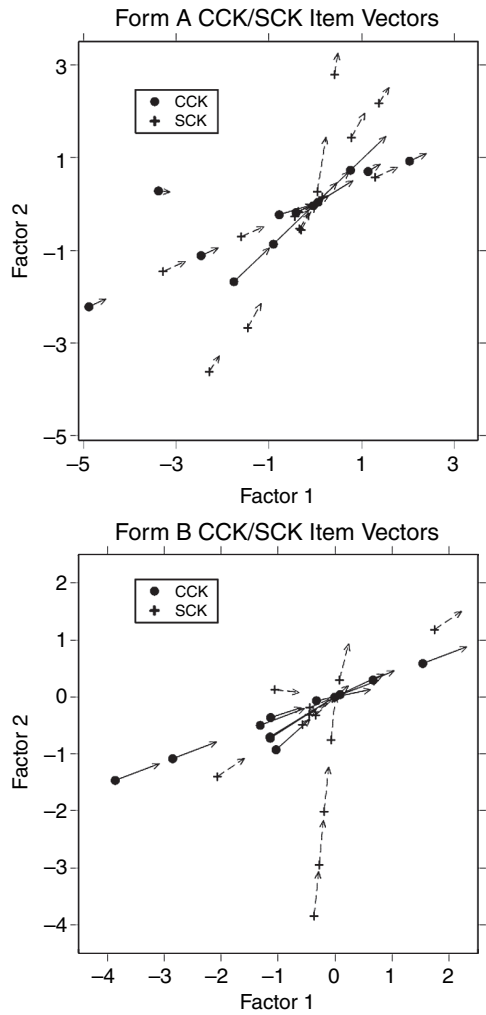 Form A CCK/SCK Item Vectors
3
CCK
SCK
1
Factor 2
−1
−3
−5
−5 −3 −1 1 3
Factor 1
Form B CCK/SCK Item Vectors
2
CCK
SCK
1
0
Factor 2
−1
−2
−3
−4
−4 −3 −2 −1 0 1 2
Factor 1